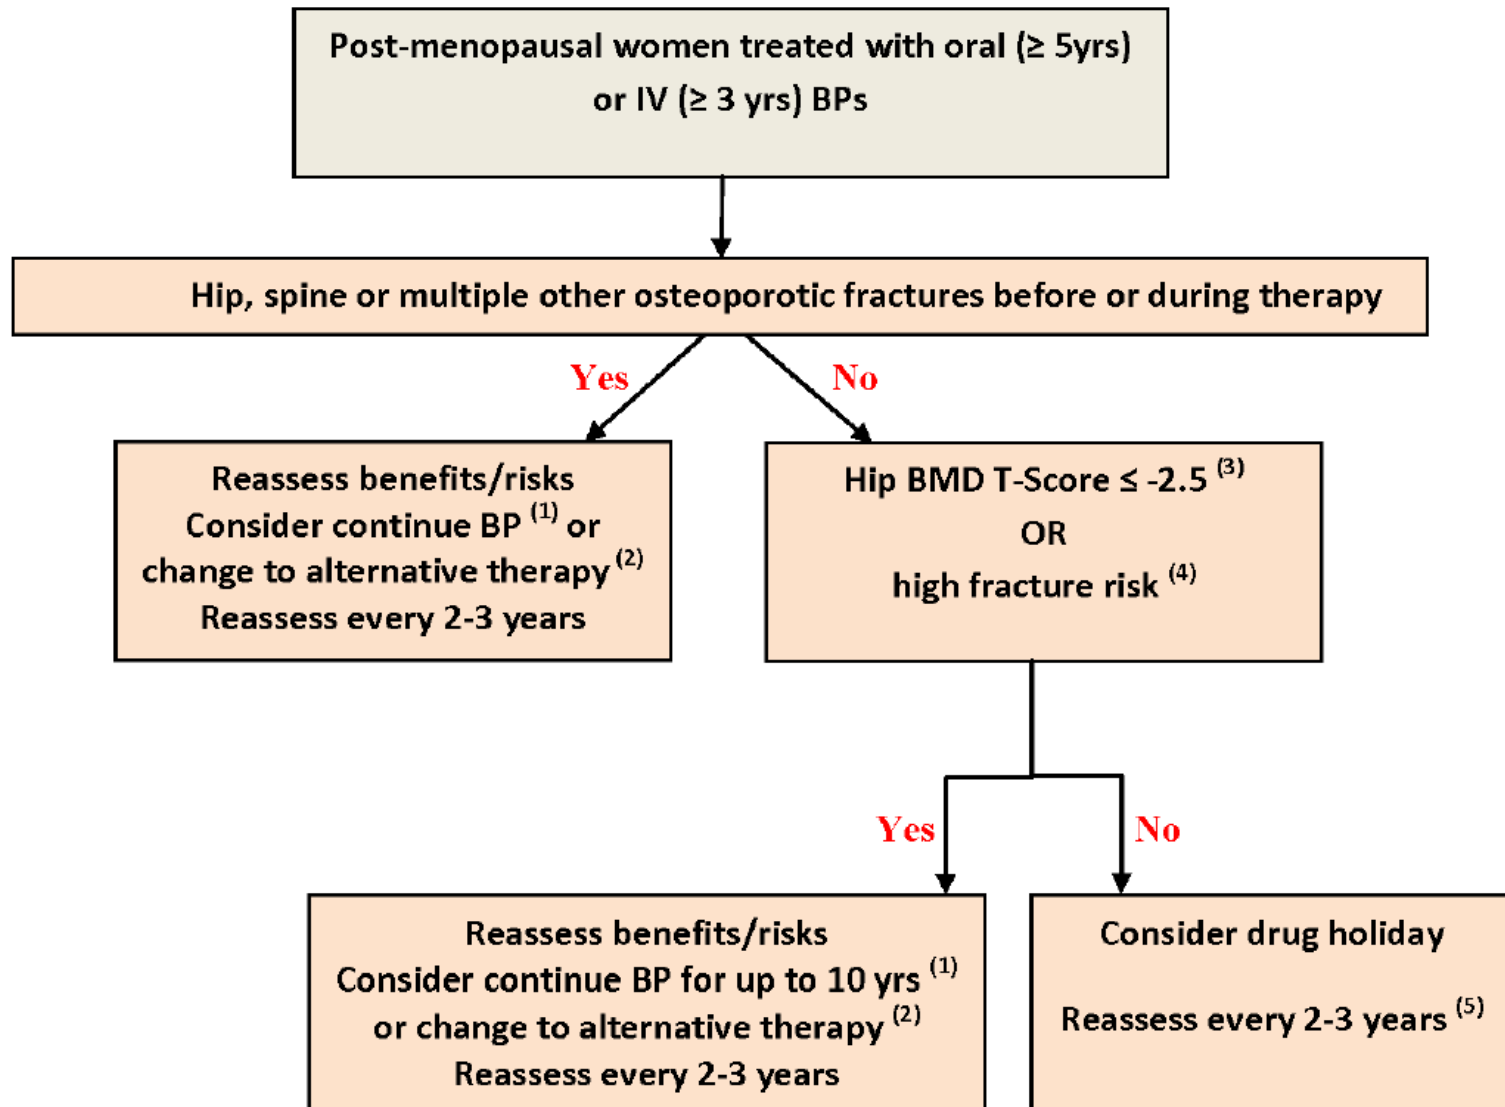 Post-menopausal women treated with oral (≥ 5yrs)
or IV (≥ 3 yrs) BPs
Hip, spine or multiple other osteoporotic fractures before or during therapy
Yes
No
Reassess benefits/risks
Consider continue BP (1) or
change to alternative therapy (2)
Reassess every 2-3 years
Hip BMD T-Score ≤ -2.5 (3)
OR
high fracture risk (4)
Yes
No
Reassess benefits/risks
Consider continue BP for up to 10 yrs (1)
or change to alternative therapy (2)
Reassess every 2-3 years
Consider drug holiday
Reassess every 2-3 years (5)